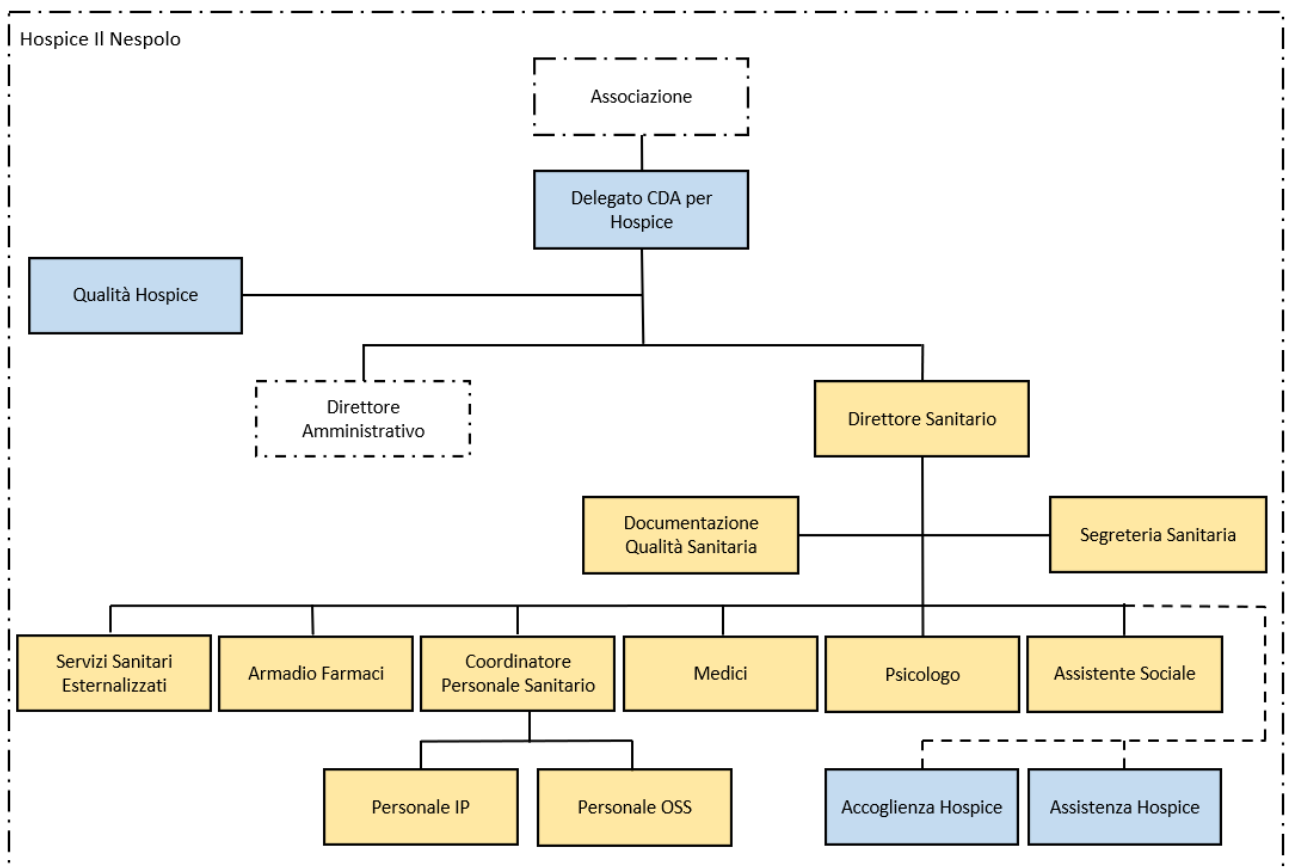 Hospice Il Nespolo
Associazione
Delegato CDA per
Hospice
Qualità Hospice
Direttore
Amministrativo
Direttore Sanitario
Documentazione
Qualità Sanitaria
Segreteria Sanitaria
Servizi Sanitari
Esternalizzati
Armadio Farmaci
Coordinatore
Personale Sanitario
Medici
Psicologo
Assistente Sociale
Personale IP
Personale OSS
Accoglienza Hospice
Assistenza Hospice